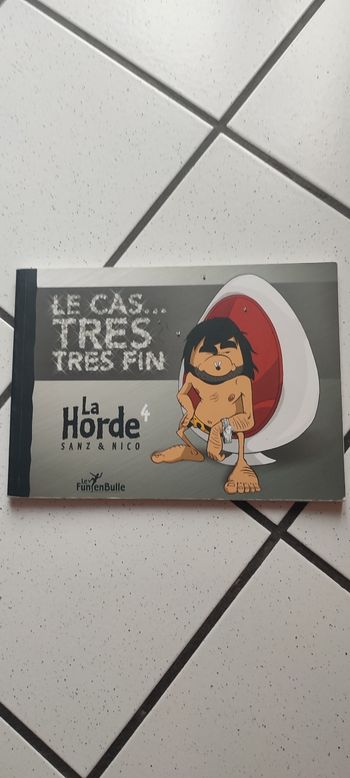 LE CAS...
TRES
TRES FIN
La
Horde 4
SANZ & NICO
Les
FunenBulle